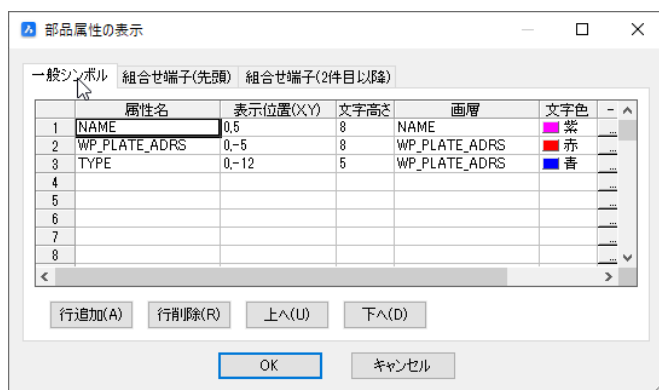 部品属性の表示
一般シンボル 組合せ端子(先頭) 組合せ端子(2件目以降)
属性名 表示位置(XY) 文字高さ 画層 文字色 -
1 NAME 0,5 8 NAME 紫 ...
2 WP_PLATE_ADRS 0,-5 8 WP_PLATE_ADRS 赤 ...
3 TYPE 0,-12 5 WP_PLATE_ADRS 青 ...
4 ...
5 ...
6 ...
7 ...
8 ...
行追加(A) 行削除(R) 上へ(U) 下へ(D)
OK キャンセル